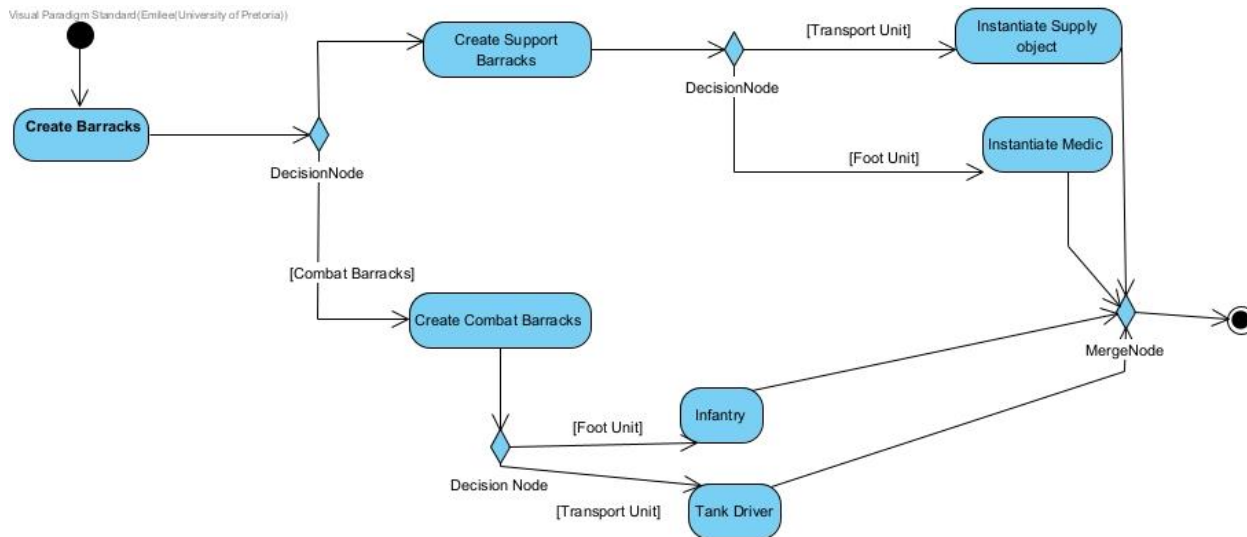 Visual Paradigm Standard(Emilee(University of Pretoria))
Create Barracks
DecisionNode
Create Support
Barracks
DecisionNode
[Transport Unit]
Instantiate Supply
object
[Foot Unit]
Instantiate Medic
[Combat Barracks]
Create Combat Barracks
Decision Node
[Foot Unit]
Infantry
[Transport Unit]
Tank Driver
MergeNode